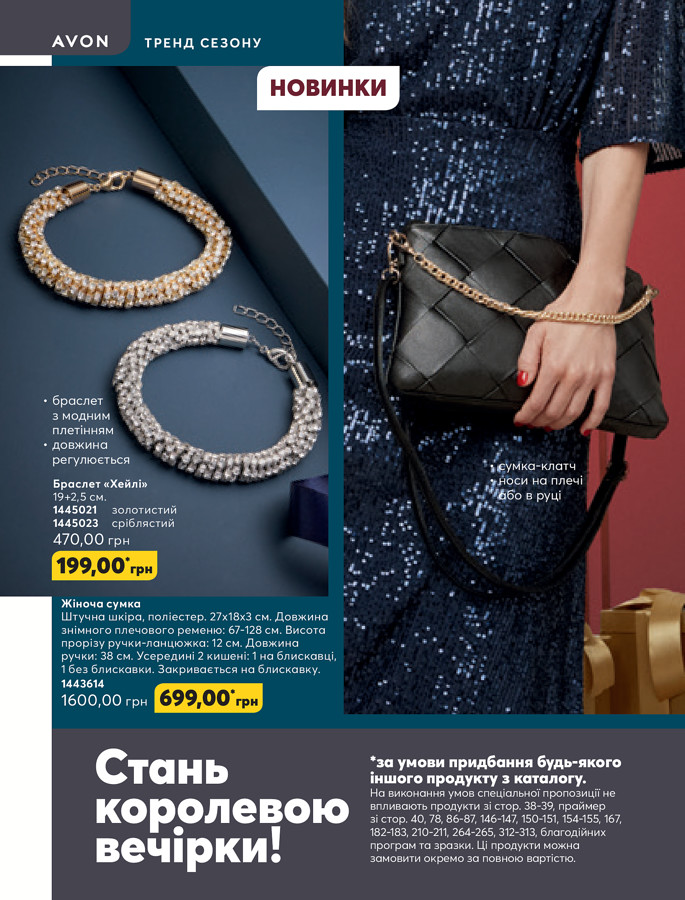 AVON
ТРЕНД СЕЗОНУ
НОВИНКИ
• браслет
з модним
плетінням
• довжина
регулюється
Браслет «Хейлі»
19+2,5 см.
1445021 золотистий
1445023 сріблястий
470,00 грн
199,00*грн
• сумка-клатч
носи на плечі
або в руці
Жіноча сумка
Штучна шкіра, поліестер. 27х18х3 см. Довжина
знімного плечового ременю: 67-128 см. Висота
прорізу ручки-ланцюжка: 12 см. Довжина
ручки: 38 см. Усередині 2 кишені: 1 на блискавці,
1 без блискавки. Закривається на блискавку.
1443614
1600,00 грн 699,00*грн
Стань
королевою
вечірки!
*за умови придбання будь-якого
іншого продукту з каталогу.
На виконання умов спеціальної пропозиції не
впливають продукти зі стор. 38-39, праймер
зі стор. 40, 78, 86-87, 146-147, 150-151, 154-155, 167,
182-183, 210-211, 264-265, 312-313, благодійних
програм та зразки. Ці продукти можна
замовити окремо за повною вартістю.